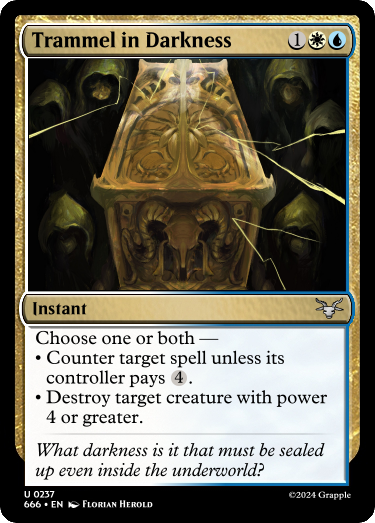 Trammel in Darkness 1
Instant
Choose one or both —
• Counter target spell unless its
controller pays 4.
• Destroy target creature with power
4 or greater.
What darkness is it that must be sealed
up even inside the underworld?
U 0237
666 • EN Florian Herold
©2024 Grapple